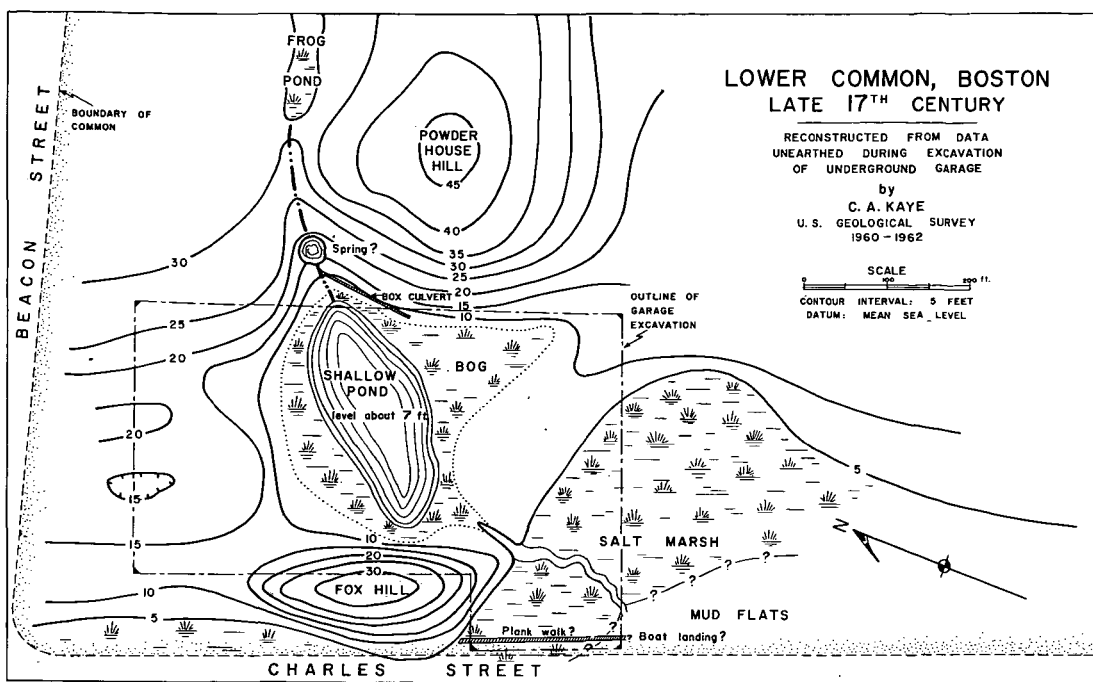 FROG
POND
BEACON STREET
BOUNDARY OF
COMMON
POWDER
HOUSE
HILL
45
40
35
30
25
20
15
10
LOWER COMMON, BOSTON
LATE 17TH CENTURY
RECONSTRUCTED FROM DATA
UNEARTHED DURING EXCAVATION
OF UNDERGROUND GARAGE
by
C. A. KAYE
U. S. GEOLOGICAL SURVEY
1960-1962
SCALE
0 100 200 ft.
CONTOUR INTERVAL: 5 FEET
DATUM: MEAN SEA LEVEL
30
Spring?
BOX CULVERT
OUTLINE OF
GARAGE
EXCAVATION
25
20
BOG
SHALLOW
POND
level about 7 ft.
20
15
5
15
10
20
30
FOX HILL
10
5
SALT MARSH
?
?
?
?
?
N
MUD FLATS
Plank walk?
? Boat landing?
?
CHARLES STREET